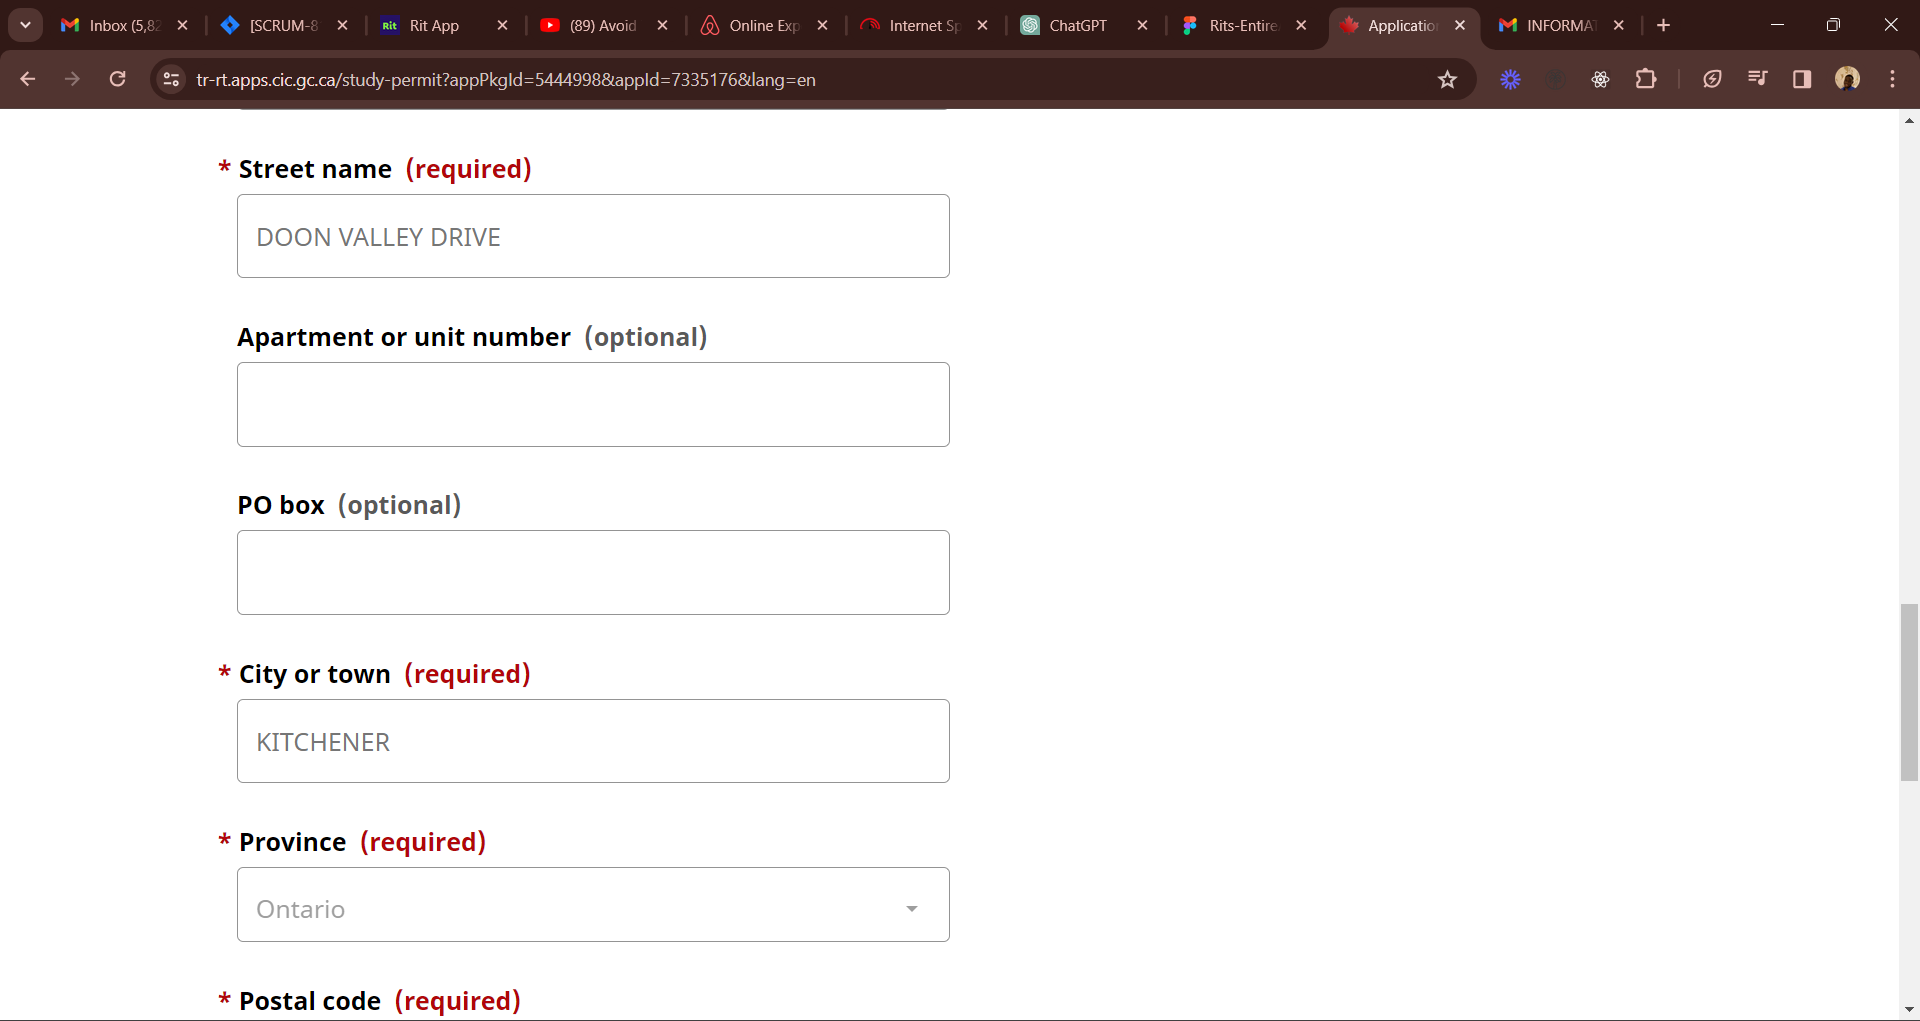 Inbox (5,82
[SCRUM-8
Rit
Rit App
(89) Avoid
Online Exp
Internet Sp
ChatGPT
Rits-Entire
Applicatio
INFORMAT
tr-rt.apps.cic.gc.ca/study-permit?appPkgId=5444998&appId=7335176&lang=en
* Street name (required)
DOON VALLEY DRIVE
Apartment or unit number (optional)
PO box (optional)
* City or town (required)
KITCHENER
* Province (required)
Ontario
* Postal code (required)